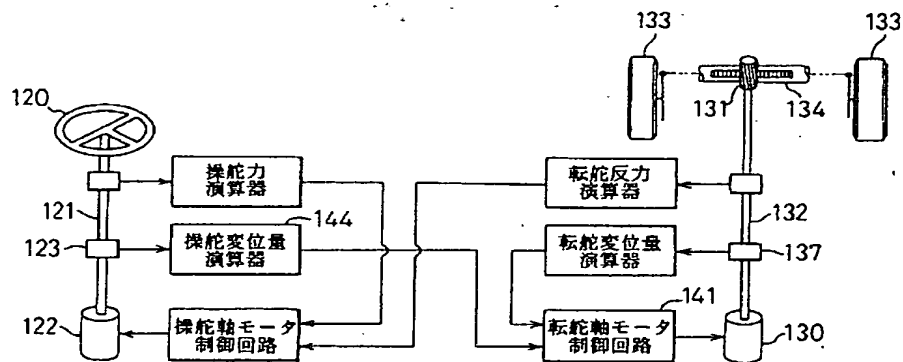 133
133
120
131
134
操舵力
演算器
転舵反力
演算器
121
132
144
123
操舵変位量
演算器
転舵変位量
演算器
137
141
122
操舵軸モータ
制御回路
転舵軸モータ
制御回路
130